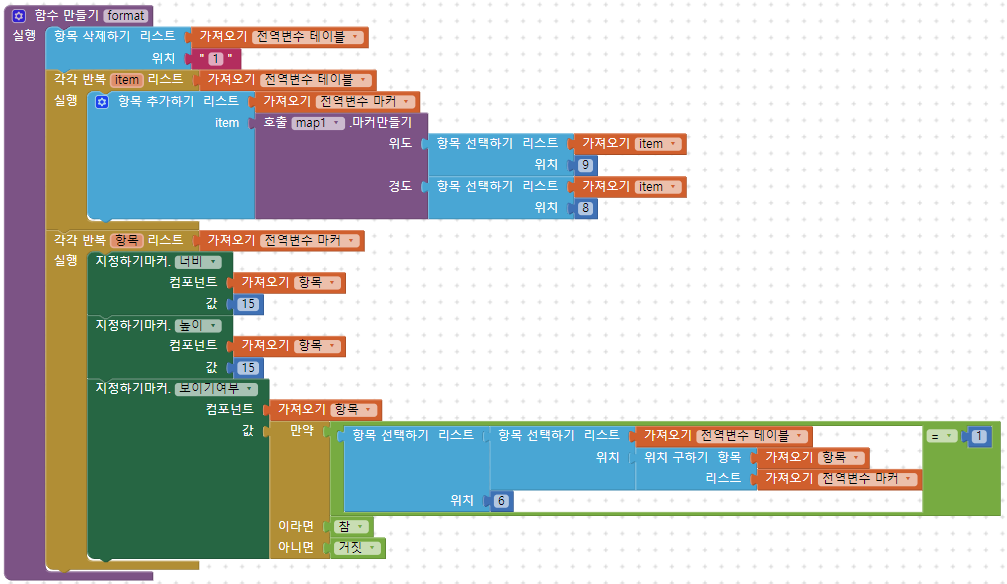 함수 만들기 format
실행 항목 삭제하기 리스트 가져오기 전역변수 테이블
위치 " 1 "
각각 반복 item 리스트 가져오기 전역변수 테이블
실행 항목 추가하기 리스트 가져오기 전역변수 마커
item 호출 map1 .마커만들기
위도 항목 선택하기 리스트 가져오기 item
위치 9
경도 항목 선택하기 리스트 가져오기 item
위치 8
각각 반복 항목 리스트 가져오기 전역변수 마커
실행 지정하기마커. 너비
컴포넌트 가져오기 항목
값 15
지정하기마커. 높이
컴포넌트 가져오기 항목
값 15
지정하기마커. 보이기여부
컴포넌트 가져오기 항목
값 만약 항목 선택하기 리스트 항목 선택하기 리스트 가져오기 전역변수 테이블 = 1
위치 위치 구하기 항목 가져오기 항목
리스트 가져오기 전역변수 마커
위치 6
이라면 참
아니면 거짓